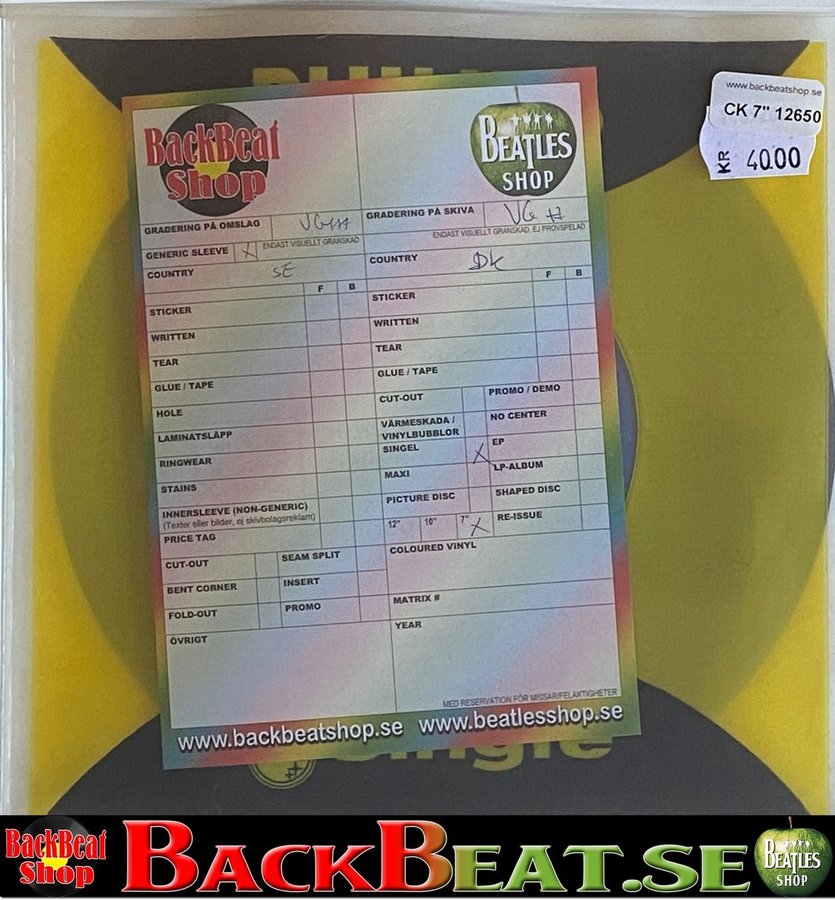 www.backbeatshop.se
CK 7" 12650
KR 4000
BackBeat
Shop
BEATLES
SHOP
GRADERING PÅ OMSLAG
GRADERING PÅ SKIVA
ENDAST VISUELLT GRANSKAD
ENDAST VISUELLT GRANSKAD, EJ PROVSPELAD
GENERIC SLEEVE X
COUNTRY SE
COUNTRY DK
F B
F B
STICKER
WRITTEN
TEAR
GLUE / TAPE
HOLE
LAMINATSLÄPP
RINGWEAR
STAINS
INNERSLEEVE (NON-GENERIC)
(Texter eller bilder, ej skivbolagsreklam)
PRICE TAG
CUT-OUT
SEAM SPLIT
BENT CORNER
INSERT
FOLD-OUT
PROMO
ÖVRIGT
STICKER
WRITTEN
TEAR
GLUE / TAPE
CUT-OUT
PROMO / DEMO
VÄRMESKADA /
VINYLBUBBLOR
NO CENTER
SINGEL X
EP
MAXI
LP-ALBUM
PICTURE DISC
SHAPED DISC
12" 10" 7" X
RE-ISSUE
COLOURED VINYL
MATRIX #
YEAR
MED RESERVATION FÖR MISSAR/FELAKTIGHETER
www.backbeatshop.se www.beatlesshop.se
Single
BackBeat
Shop
BACKBEAT.SE
BEATLES
SHOP